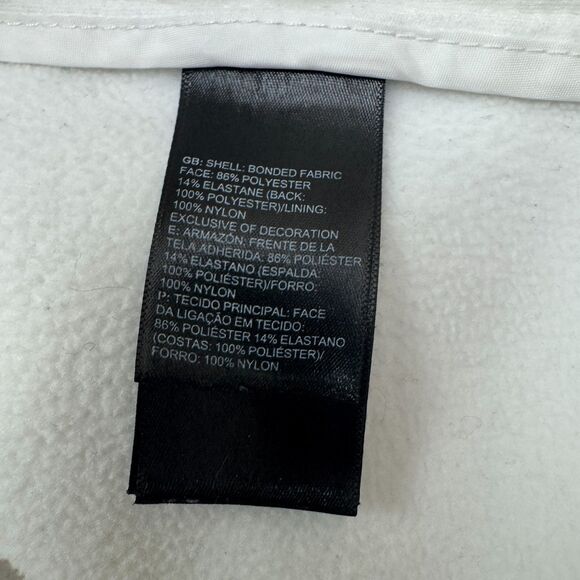 GB: SHELL: BONDED FABRIC
FACE: 86% POLYESTER
14% ELASTANE (BACK:
100% POLYESTER)/LINING:
100% NYLON
EXCLUSIVE OF DECORATION
E: ARMAZÓN: FRENTE DE LA
TELA ADHERIDA: 86% POLIÉSTER
14% ELASTANO (ESPALDA:
100% POLIÉSTER)/FORRO:
100% NYLON
P: TECIDO PRINCIPAL: FACE
DA LIGAÇÃO EM TECIDO:
86% POLIÉSTER 14% ELASTANO
(COSTAS: 100% POLIÉSTER)/
FORRO: 100% NYLON